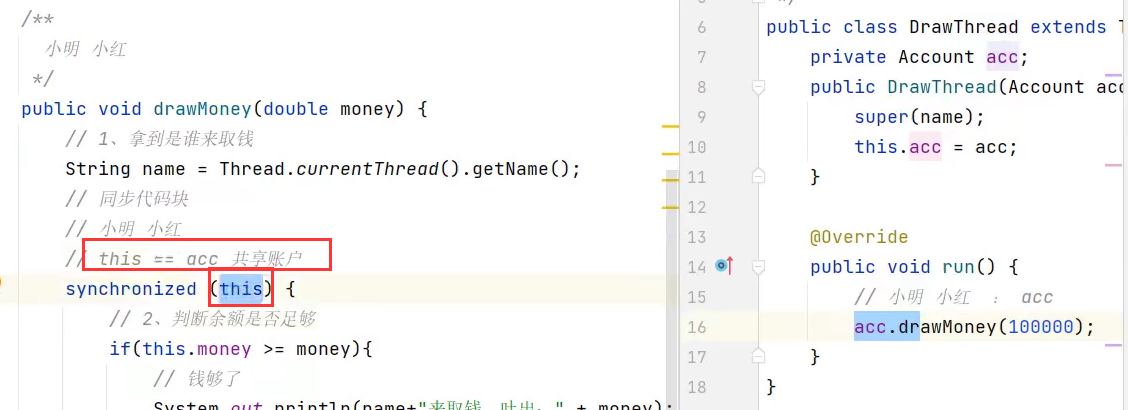 /**
小明 小红
*/
public void drawMoney(double money) {
// 1、拿到是谁来取钱
String name = Thread.currentThread().getName();
// 同步代码块
// 小明 小红
// this == acc 共享账户
synchronized (this) {
// 2、判断余额是否足够
if(this.money >= money){
// 钱够了
System.out.println(name+"来取钱，吐出：" + money);
5
6 public class DrawThread extends T
7 private Account acc;
8 public DrawThread(Account acc
9 super(name);
10 this.acc = acc;
11 }
12
13 @Override
14 public void run() {
15 // 小明 小红 ： acc
16 acc.drawMoney(100000);
17 }
18 }